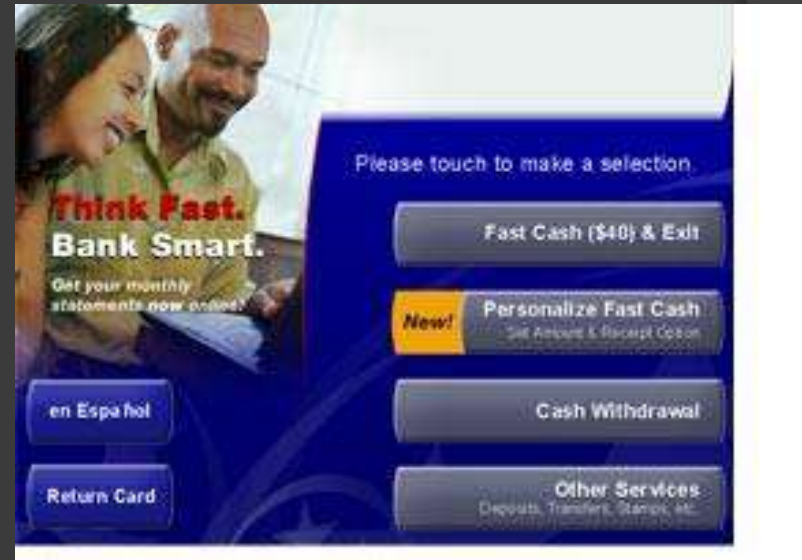 Please touch to make a selection
Think Fast.
Bank Smart.
Get your monthly
statements now online!
Fast Cash ($40) & Exit
New!
Personalize Fast Cash
Set Amount & Receipt Option
en Español
Cash Withdrawal
Return Card
Other Services
Deposits, Transfers, Stamps, etc.